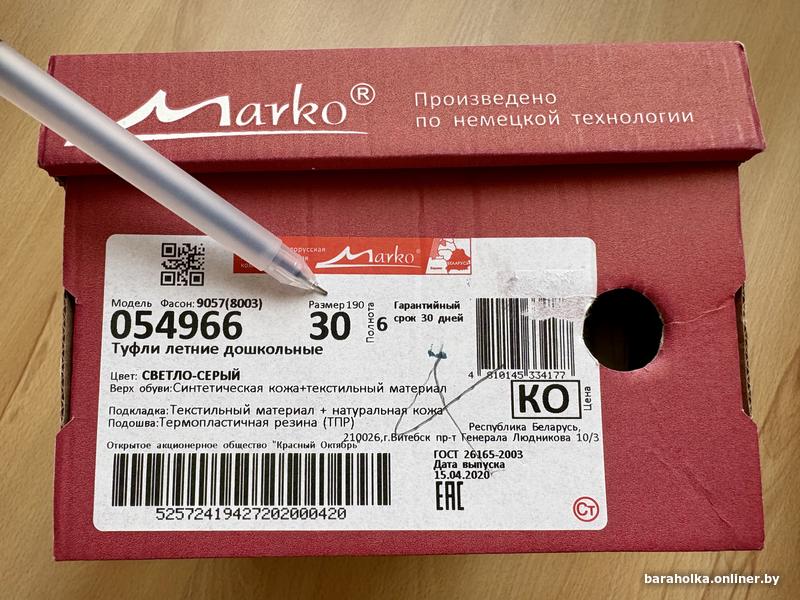 Marko®
Произведено
по немецкой технологии
Marko®
Модель Фасон: 9057(8003)
054966
Размер 190
30
Полнота
6
Гарантийный
срок 30 дней
Туфли летние дошкольные
4 810145 334177
Цвет: СВЕТЛО-СЕРЫЙ
Верх обуви: Синтетическая кожа+текстильный материал
КО
Цена
Подкладка: Текстильный материал + натуральная кожа
Подошва: Термопластичная резина (ТПР)
Республика Беларусь,
210026,г.Витебск пр-т Генерала Людникова 10/3
Открытое акционерное общество "Красный Октябрь"
ГОСТ 26165-2003
Дата выпуска
15.04.2020
ЕАС
Ст
52572419427202000420
baraholka.onliner.by